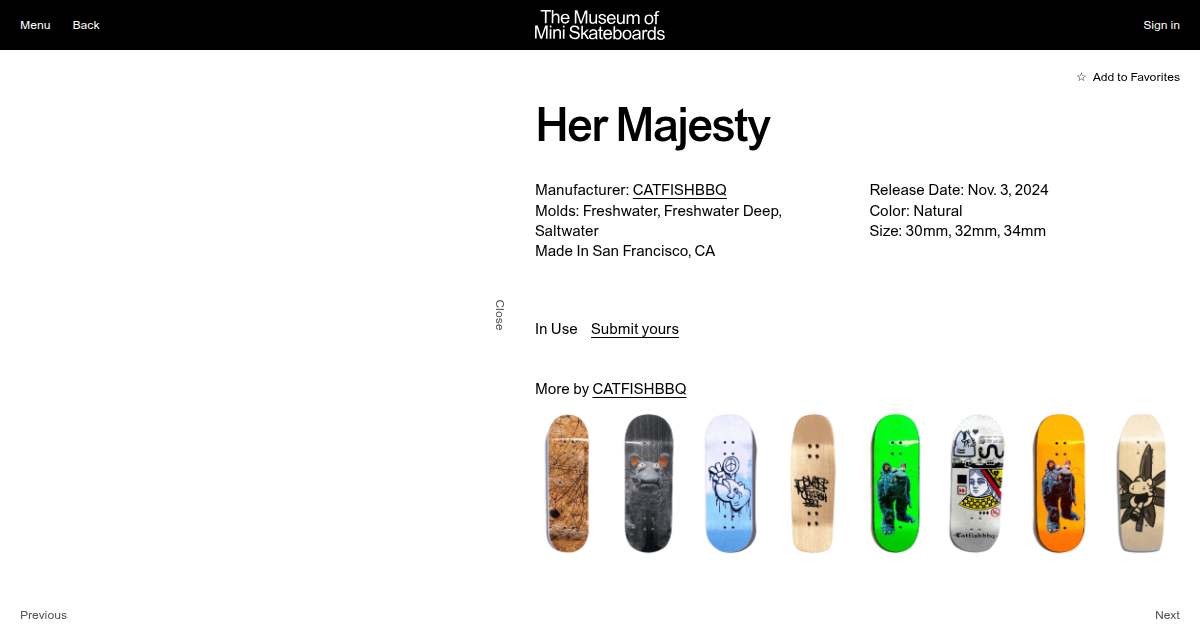 Menu
Back
The Museum of
Mini Skateboards
Sign in
☆ Add to Favorites
Her Majesty
Manufacturer: CATFISHBBQ
Molds: Freshwater, Freshwater Deep,
Saltwater
Made In San Francisco, CA
Release Date: Nov. 3, 2024
Color: Natural
Size: 30mm, 32mm, 34mm
Close
In Use Submit yours
More by CATFISHBBQ
Catfishbbq
Previous
Next